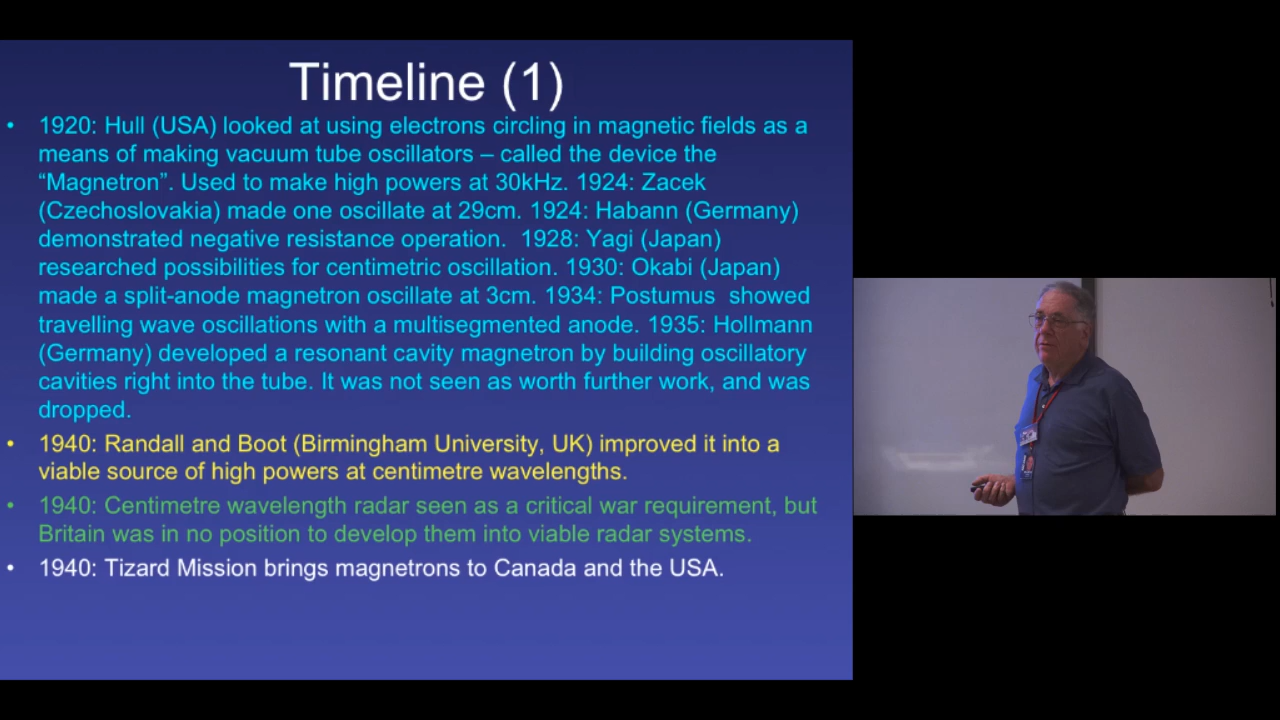 Timeline (1)
• 1920: Hull (USA) looked at using electrons circling in magnetic fields as a
means of making vacuum tube oscillators – called the device the
“Magnetron”. Used to make high powers at 30kHz. 1924: Zacek
(Czechoslovakia) made one oscillate at 29cm. 1924: Habann (Germany)
demonstrated negative resistance operation.  1928: Yagi (Japan)
researched possibilities for centimetric oscillation. 1930: Okabi (Japan)
made a split-anode magnetron oscillate at 3cm. 1934: Postumus  showed
travelling wave oscillations with a multisegmented anode. 1935: Hollmann
(Germany) developed a resonant cavity magnetron by building oscillatory
cavities right into the tube. It was not seen as worth further work, and was
dropped.
• 1940: Randall and Boot (Birmingham University, UK) improved it into a
viable source of high powers at centimetre wavelengths.
• 1940: Centimetre wavelength radar seen as a critical war requirement, but
Britain was in no position to develop them into viable radar systems.
• 1940: Tizard Mission brings magnetrons to Canada and the USA.